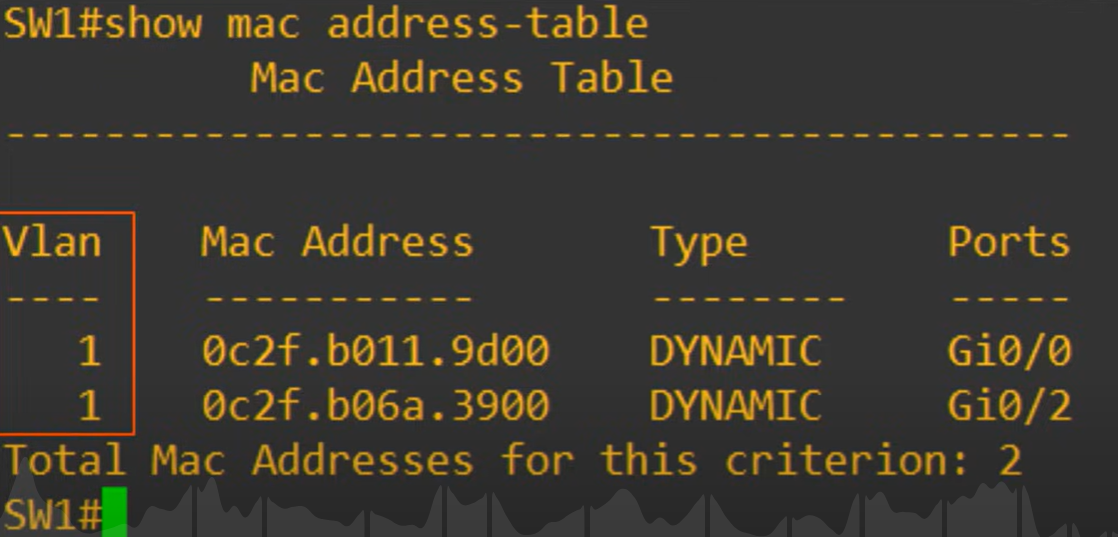 SW1#show mac address-table
Mac Address Table
-------------------------------------------
Vlan Mac Address Type Ports
---- ----------- -------- -----
1 0c2f.b011.9d00 DYNAMIC Gi0/0
1 0c2f.b06a.3900 DYNAMIC Gi0/2
Total Mac Addresses for this criterion: 2
SW1#